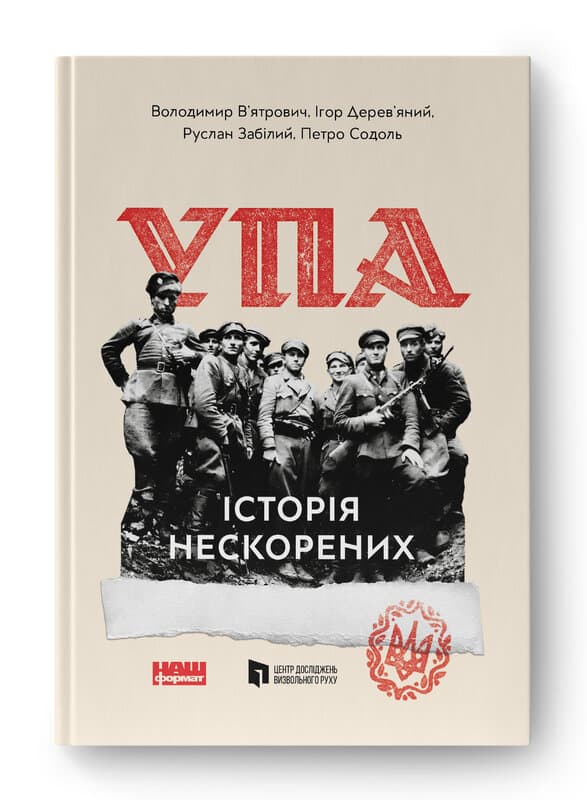 Володимир В'ятрович, Ігор Дерев'яний,
Руслан Забілий, Петро Содоль
УПА
ІСТОРІЯ
НЕСКОРЕНИХ
НАШ
формат
ЦЕНТР ДОСЛІДЖЕНЬ
ВИЗВОЛЬНОГО РУХУ